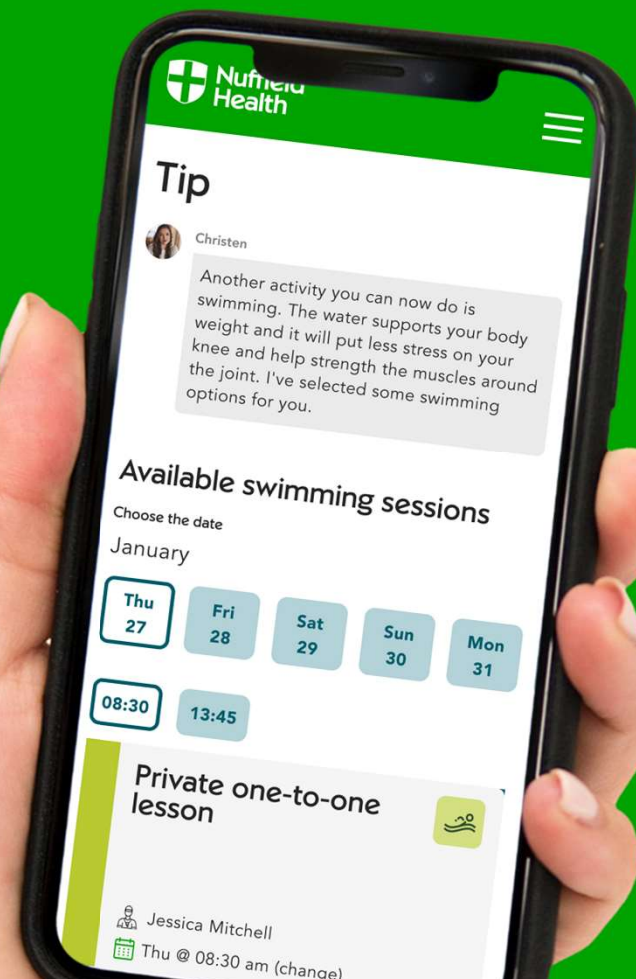 Nuffield
Health
Tip
Christen
Another activity you can now do is
swimming. The water supports your body
weight and it will put less stress on your
knee and help strength the muscles around
the joint. I've selected some swimming
options for you.
Available swimming sessions
Choose the date
January
Thu Fri Sat Sun Mon
27 28 29 30 31
08:30 13:45
Private one-to-one
lesson
Jessica Mitchell
Thu @ 08:30 am (change)